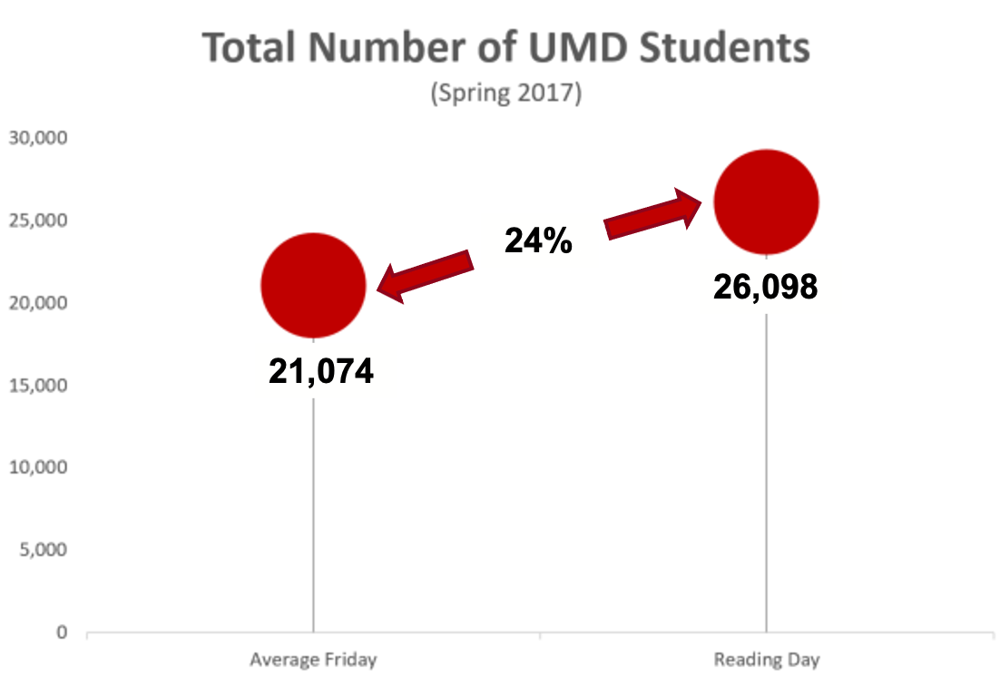 Total Number of UMD Students
(Spring 2017)
30,000
25,000
24%
26,098
20,000
21,074
15,000
10,000
5,000
0
Average Friday
Reading Day